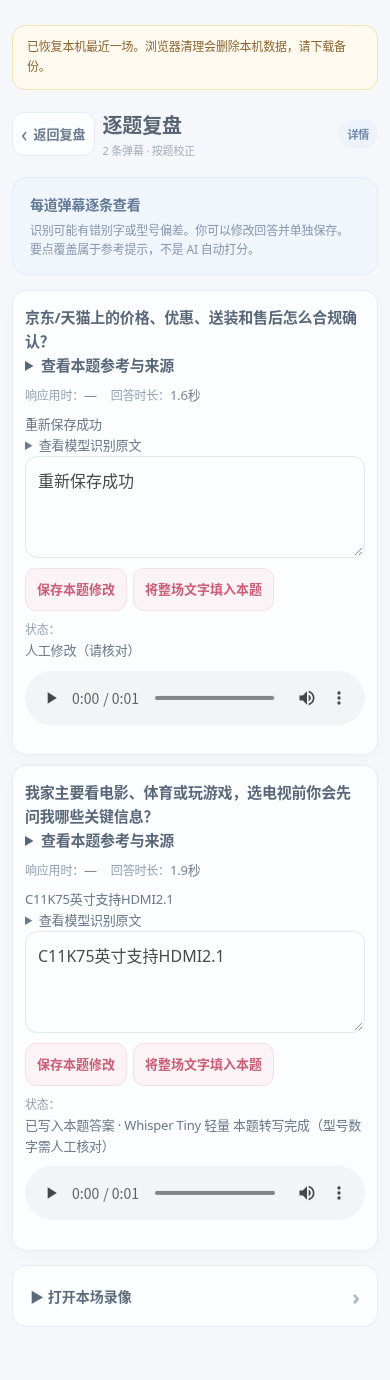 已恢复本机最近一场。浏览器清理会删除本机数据，请下载备
份。
‹ 返回复盘
逐题复盘
2 条弹幕 · 按题校正
详情
每道弹幕逐条查看
识别可能有错别字或型号偏差。你可以修改回答并单独保存。
要点覆盖属于参考提示，不是 AI 自动打分。
京东/天猫上的价格、优惠、送装和售后怎么合规确
认？
▶ 查看本题参考与来源
响应用时：— 回答时长：1.6秒
重新保存成功
▶ 查看模型识别原文
重新保存成功
保存本题修改 将整场文字填入本题
状态：
人工修改（请核对）
0:00 / 0:01
我家主要看电影、体育或玩游戏，选电视前你会先
问我哪些关键信息？
▶ 查看本题参考与来源
响应用时：— 回答时长：1.9秒
C11K75英寸支持HDMI2.1
▶ 查看模型识别原文
C11K75英寸支持HDMI2.1
保存本题修改 将整场文字填入本题
状态：
已写入本题答案 · Whisper Tiny 轻量 本题转写完成（型号数
字需人工核对）
0:00 / 0:01
▶ 打开本场录像 ›